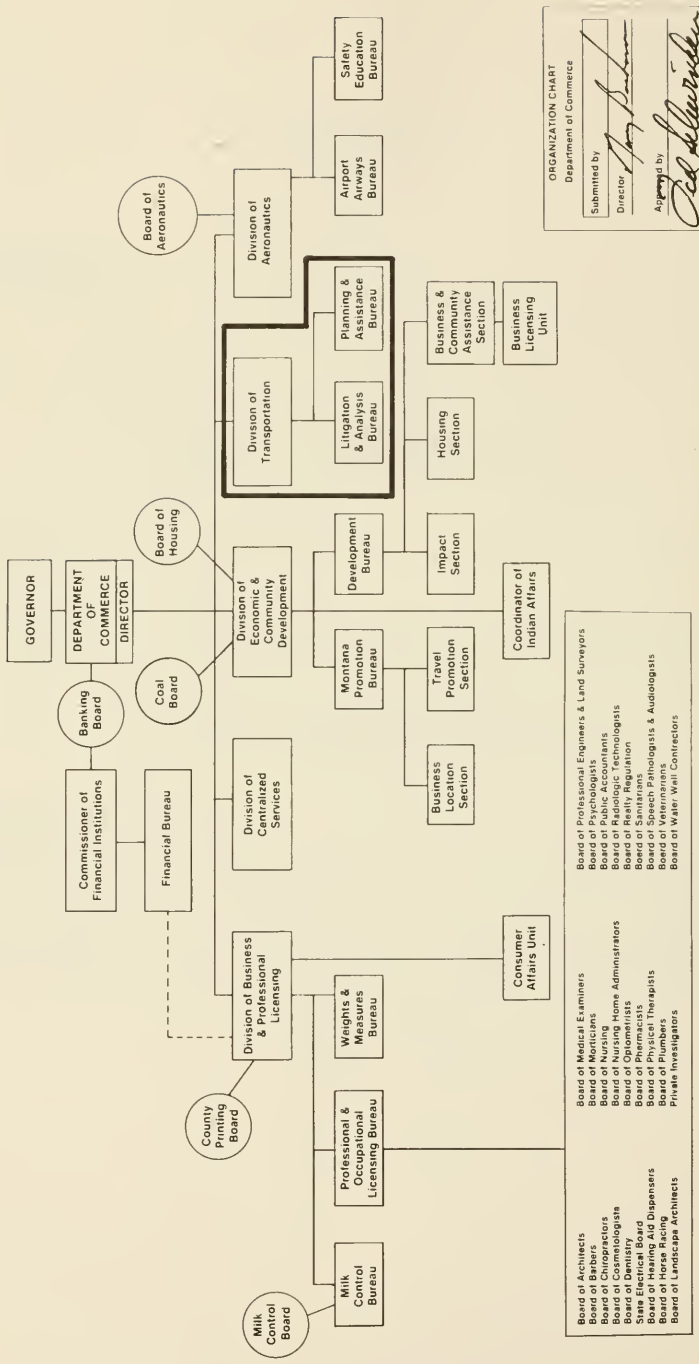 GOVERNOR
DEPARTMENT
OF
COMMERCE
DIRECTOR
Banking
Board
Commissioner of
Financial Institutions
Financial Bureau
Coal
Board
Board of
Housing
Board of
Aeronautics
County
Printing
Board
Division of Business
& Professional
Licensing
Division of
Centralized
Services
Division of
Economic &
Community
Development
Division of
Transportation
Division of
Aeronautics
Milk
Control
Board
Milk
Control
Bureau
Professional &
Occupational
Licensing Bureau
Weights &
Measures
Bureau
Montana
Promotion
Bureau
Development
Bureau
Litigation
& Analysis
Bureau
Planning &
Assistance
Bureau
Airport
Airways
Bureau
Safety
Education
Bureau
Consumer
Affairs Unit
Business
Location
Section
Travel
Promotion
Section
Impact
Section
Housing
Section
Business &
Community
Assistance
Section
Coordinator of
Indian Affairs
Business
Licensing
Unit
Board of Architects
Board of Barbers
Board of Chiropractors
Board of Cosmetologists
Board of Dentistry
State Electrical Board
Board of Hearing Aid Dispensers
Board of Horse Racing
Board of Landscape Architects
Board of Medical Examiners
Board of Morticians
Board of Nursing
Board of Nursing Home Administrators
Board of Optometrists
Board of Pharmacists
Board of Physical Therapists
Board of Plumbers
Private Investigators
Board of Professional Engineers & Land Surveyors
Board of Psychologists
Board of Public Accountants
Board of Radiologic Technologists
Board of Realty Regulation
Board of Sanitarians
Board of Speech Pathologists & Audiologists
Board of Veterinarians
Board of Water Wall Contractors
ORGANIZATION CHART
Department of Commerce
Submitted by
Director
Approved by